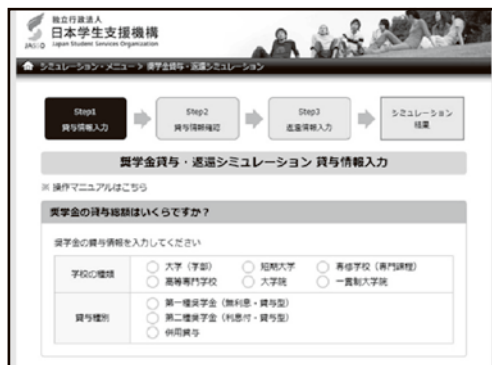 独立行政法人
日本学生支援機構
JASSO Japan Student Services Organization
シミュレーション・メニュー > 奨学金貸与・返還シミュレーション
Step1
貸与情報入力
Step2
貸与情報確認
Step3
返還情報入力
シミュレーション
結果
奨学金貸与・返還シミュレーション 貸与情報入力
※ 操作マニュアルはこちら
奨学金の貸与総額はいくらですか？
奨学金の貸与情報を入力してください
学校の種類
大学（学部） 短期大学 専修学校（専門課程）
高等専門学校 大学院 一貫制大学院
貸与種別
第一種奨学金（無利息・貸与型）
第二種奨学金（利息付・貸与型）
併用貸与